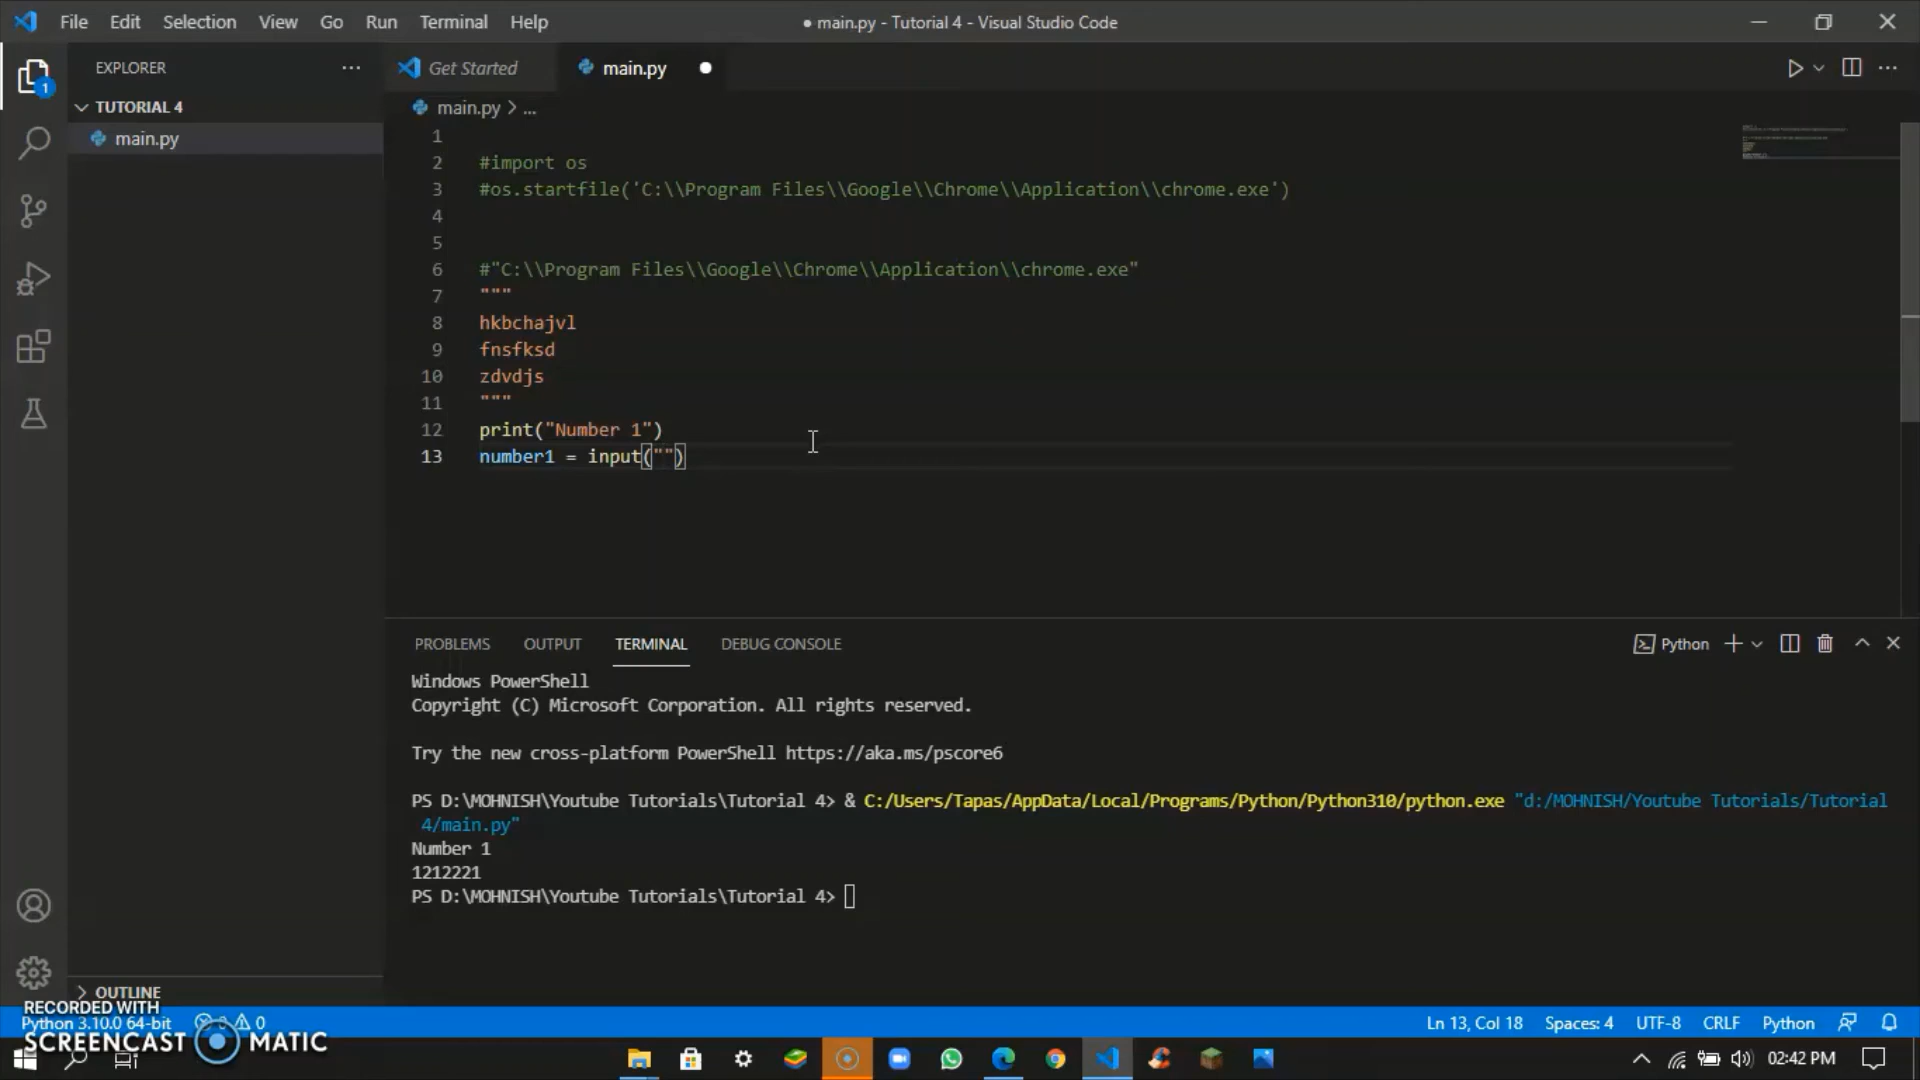 File Edit Selection View Go Run Terminal Help
● main.py - Tutorial 4 - Visual Studio Code
EXPLORER
Get Started
main.py
TUTORIAL 4
main.py
main.py > ...
1
2 #import os
3 #os.startfile('C:\\Program Files\\Google\\Chrome\\Application\\chrome.exe')
4
5
6 #"C:\\Program Files\\Google\\Chrome\\Application\\chrome.exe"
7 """
8 hkbchajvl
9 fnsfksd
10 zdvdjs
11 """
12 print("Number 1")
13 number1 = input("")
PROBLEMS OUTPUT TERMINAL DEBUG CONSOLE
Python
Windows PowerShell
Copyright (C) Microsoft Corporation. All rights reserved.
Try the new cross-platform PowerShell https://aka.ms/pscore6
PS D:\MOHNISH\Youtube Tutorials\Tutorial 4> & C:/Users/Tapas/AppData/Local/Programs/Python/Python310/python.exe "d:/MOHNISH/Youtube Tutorials/Tutorial
4/main.py"
Number 1
1212221
PS D:\MOHNISH\Youtube Tutorials\Tutorial 4>
1
OUTLINE
RECORDED WITH
SCREENCAST MATIC
Python 3.10.0 64-bit 0
Ln 13, Col 18 Spaces: 4 UTF-8 CRLF Python
02:42 PM